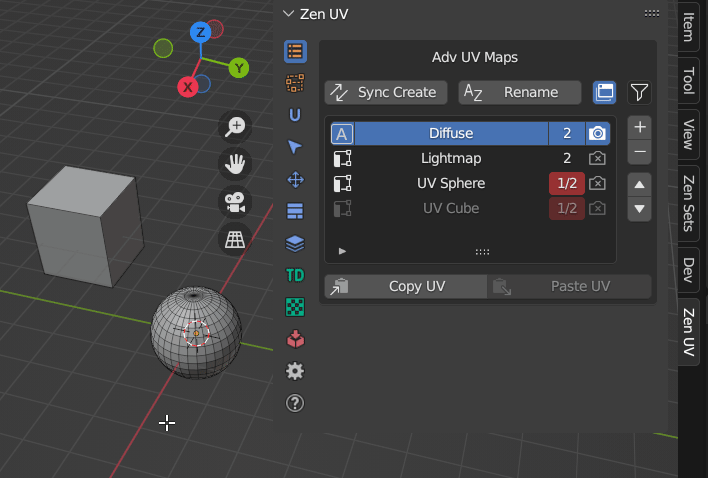 Zen UV
Adv UV Maps
Sync Create
AZ Rename
A Diffuse 2
Lightmap 2
UV Sphere 1/2
UV Cube 1/2
Copy UV
Paste UV
U
TD
?
Z
Y
X
Item
Tool
View
Zen Sets
Dev
Zen UV